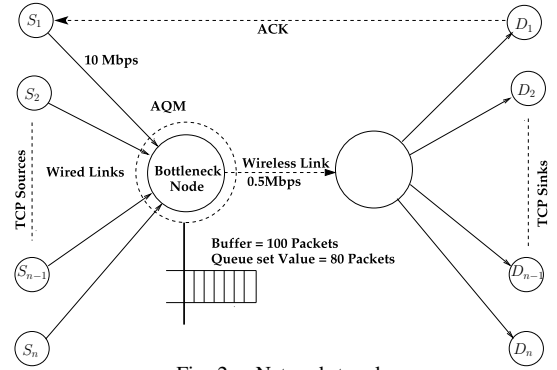 S1
ACK
D1
10 Mbps
S2
D2
AQM
TCP Sources
Wired Links
Bottleneck
Node
Wireless Link
0.5Mbps
TCP Sinks
Buffer = 100 Packets
Queue set Value = 80 Packets
Sn−1
Dn−1
Sn
Dn